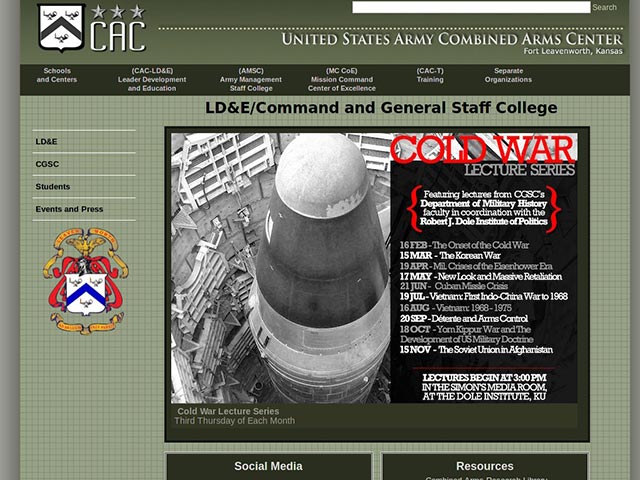 CAC
Search
UNITED STATES ARMY COMBINED ARMS CENTER
Fort Leavenworth, Kansas
Schools
and Centers
(CAC-LD&E)
Leader Development
and Education
(AMSC)
Army Management
Staff College
(MC CoE)
Mission Command
Center of Excellence
(CAC-T)
Training
Separate
Organizations
LD&E/Command and General Staff College
LD&E
CGSC
Students
Events and Press
COLD WAR
LECTURE SERIES
Featuring lectures from CGSC's
Department of Military History
faculty in coordination with the
Robert J. Dole Institute of Politics
16 FEB - The Onset of the Cold War
15 MAR - The Korean War
19 APR - Mil. Crises of the Eisenhower Era
17 MAY - New Look and Massive Retaliation
21 JUN - Cuban Missile Crisis
19 JUL - Vietnam: First Indo-China War to 1968
16 AUG - Vietnam: 1968 - 1975
20 SEP - Détente and Arms Control
18 OCT - Yom Kippur War and The
Development of US Military Doctrine
15 NOV - The Soviet Union in Afghanistan
LECTURES BEGIN AT 3:00 PM
IN THE SIMON'S MEDIA ROOM,
AT THE DOLE INSTITUTE, KU
Cold War Lecture Series
Third Thursday of Each Month
Social Media
Resources
Combined Arms Research Library